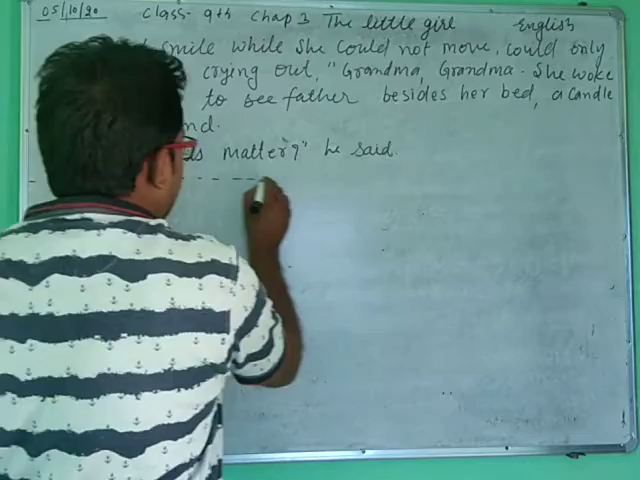 05/10/20 Class- 9th Chap 3 The little girl English
smile while she could not move, could only
crying out, "Grandma, Grandma. She woke
to see father besides her bed, a candle
nd.
matter?" he said.